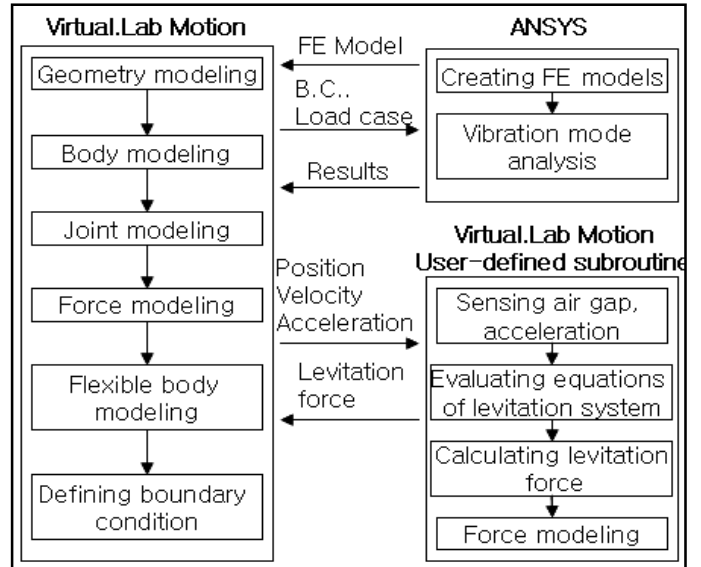 Virtual.Lab Motion
Geometry modeling
Body modeling
Joint modeling
Force modeling
Flexible body
modeling
Defining boundary
condition
FE Model
B.C..
Load case
Results
Position
Velocity
Acceleration
Levitation
force
ANSYS
Creating FE models
Vibration mode
analysis
Virtual.Lab Motion
User-defined subroutine
Sensing air gap,
acceleration
Evaluating equations
of levitation system
Calculating levitation
force
Force modeling